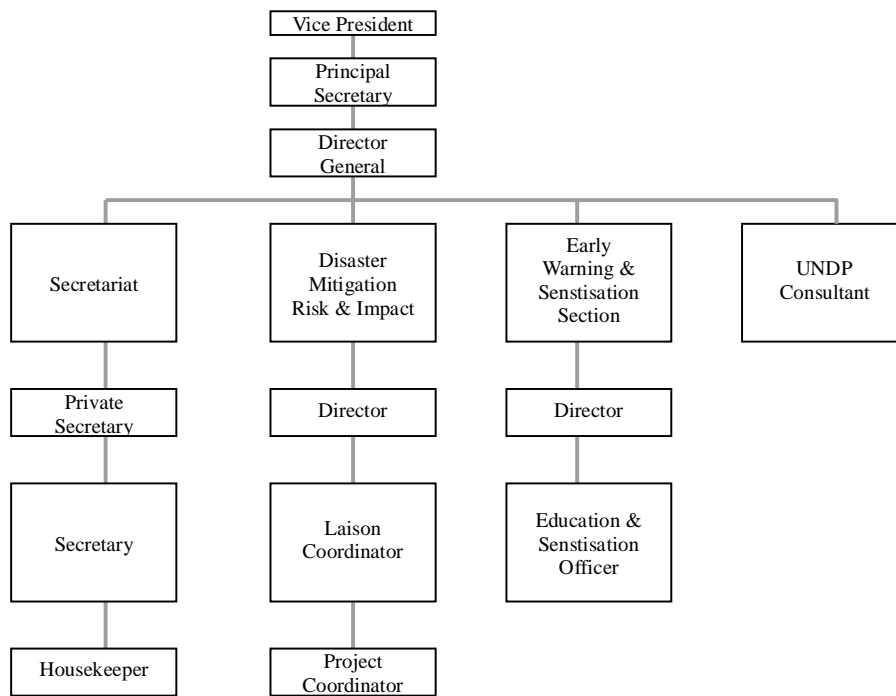 Vice President
Principal
Secretary
Director
General
Secretariat
Disaster
Mitigation
Risk & Impact
Early
Warning &
Senstisation
Section
UNDP
Consultant
Private
Secretary
Director
Director
Secretary
Laison
Coordinator
Education &
Senstisation
Officer
Housekeeper
Project
Coordinator